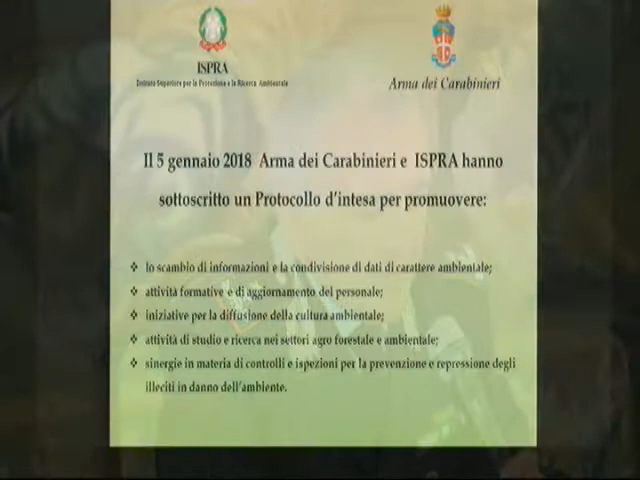 ISPRA
Istituto Superiore per la Protezione e la Ricerca Ambientale
Arma dei Carabinieri
Il 5 gennaio 2018 Arma dei Carabinieri e ISPRA hanno
sottoscritto un Protocollo d'intesa per promuovere:
❖ lo scambio di informazioni e la condivisione di dati di carattere ambientale;
❖ attività formative e di aggiornamento del personale;
❖ iniziative per la diffusione della cultura ambientale;
❖ attività di studio e ricerca nei settori agro forestale e ambientale;
❖ sinergie in materia di controlli e ispezioni per la prevenzione e repressione degli
illeciti in danno dell'ambiente.